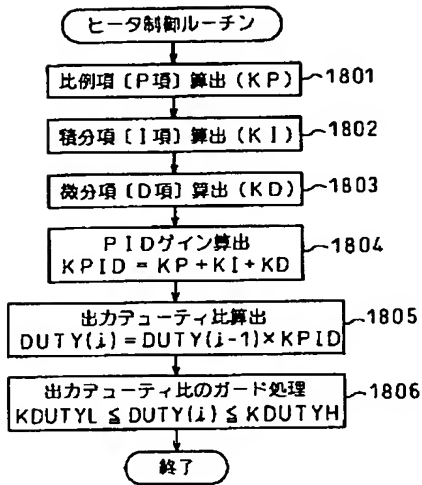 ヒータ制御ルーチン
比例項〔P項〕算出(KP) 1801
積分項〔I項〕算出(KI) 1802
微分項〔D項〕算出(KD) 1803
PIDゲイン算出 1804
KPID = KP+KI+KD
出力デューティ比算出 1805
DUTY(i)=DUTY(i-1)×KPID
出力デューティ比のガード処理 1806
KDUTYL≦DUTY(i)≦KDUTYH
終了